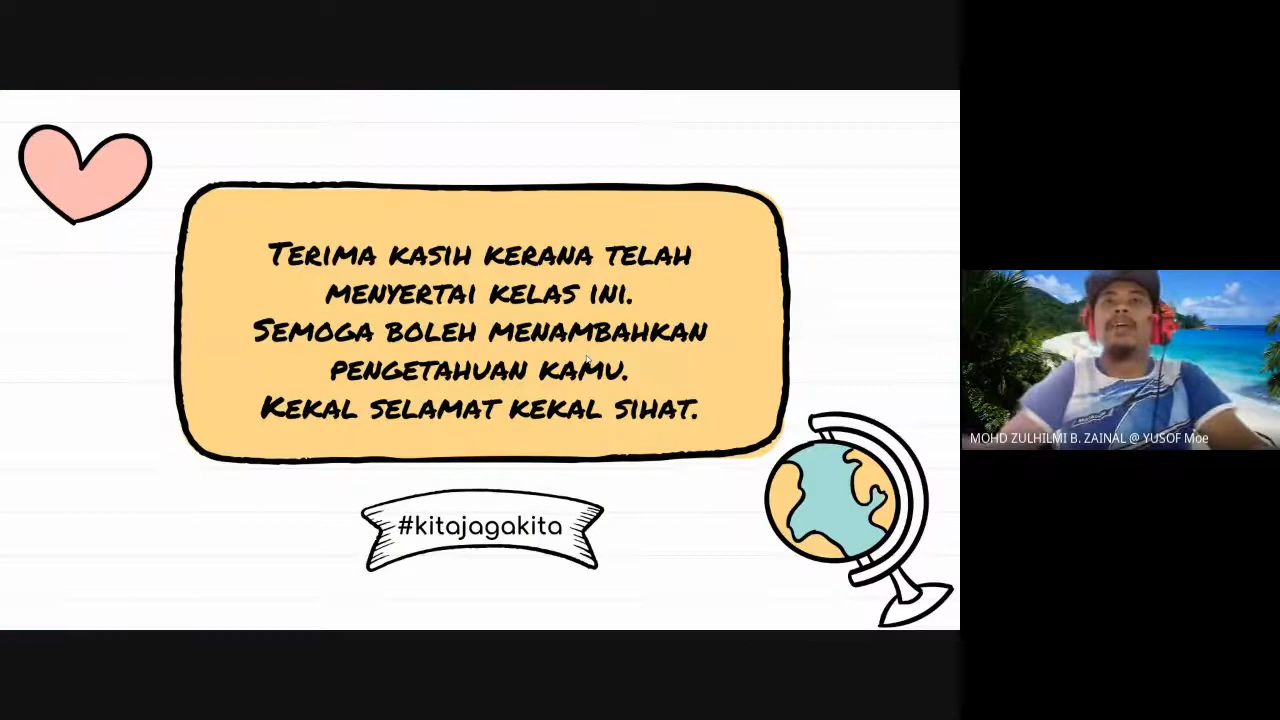 TERIMA KASIH KERANA TELAH
MENYERTAI KELAS INI.
SEMOGA BOLEH MENAMBAHKAN
PENGETAHUAN KAMU.
KEKAL SELAMAT KEKAL SIHAT.
#kitajagakita
MOHD ZULHILMI B. ZAINAL @ YUSOF Moe